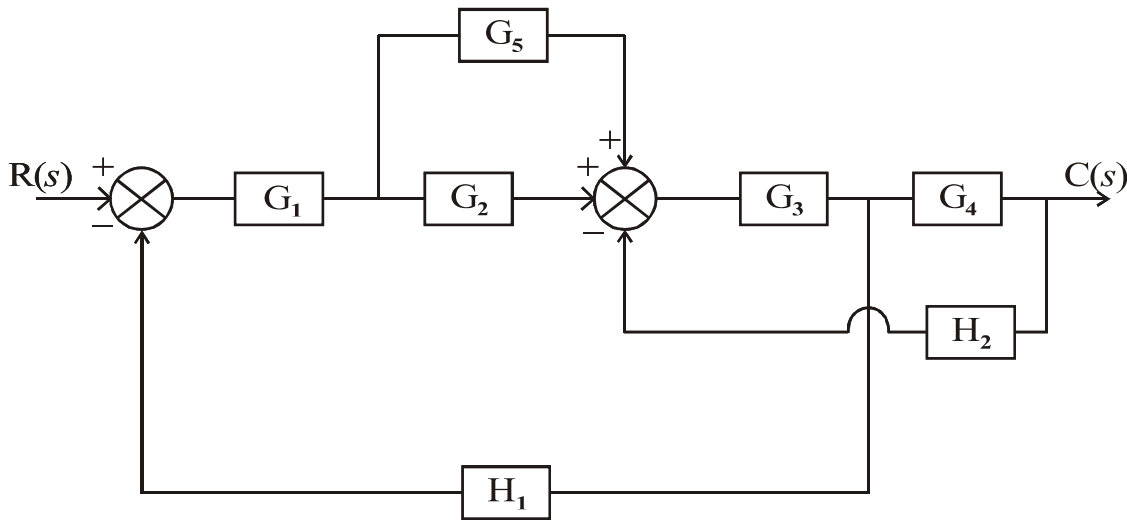 G₅
R(s) + − G₁ G₂ + + − G₃ G₄ C(s)
H₂
H₁